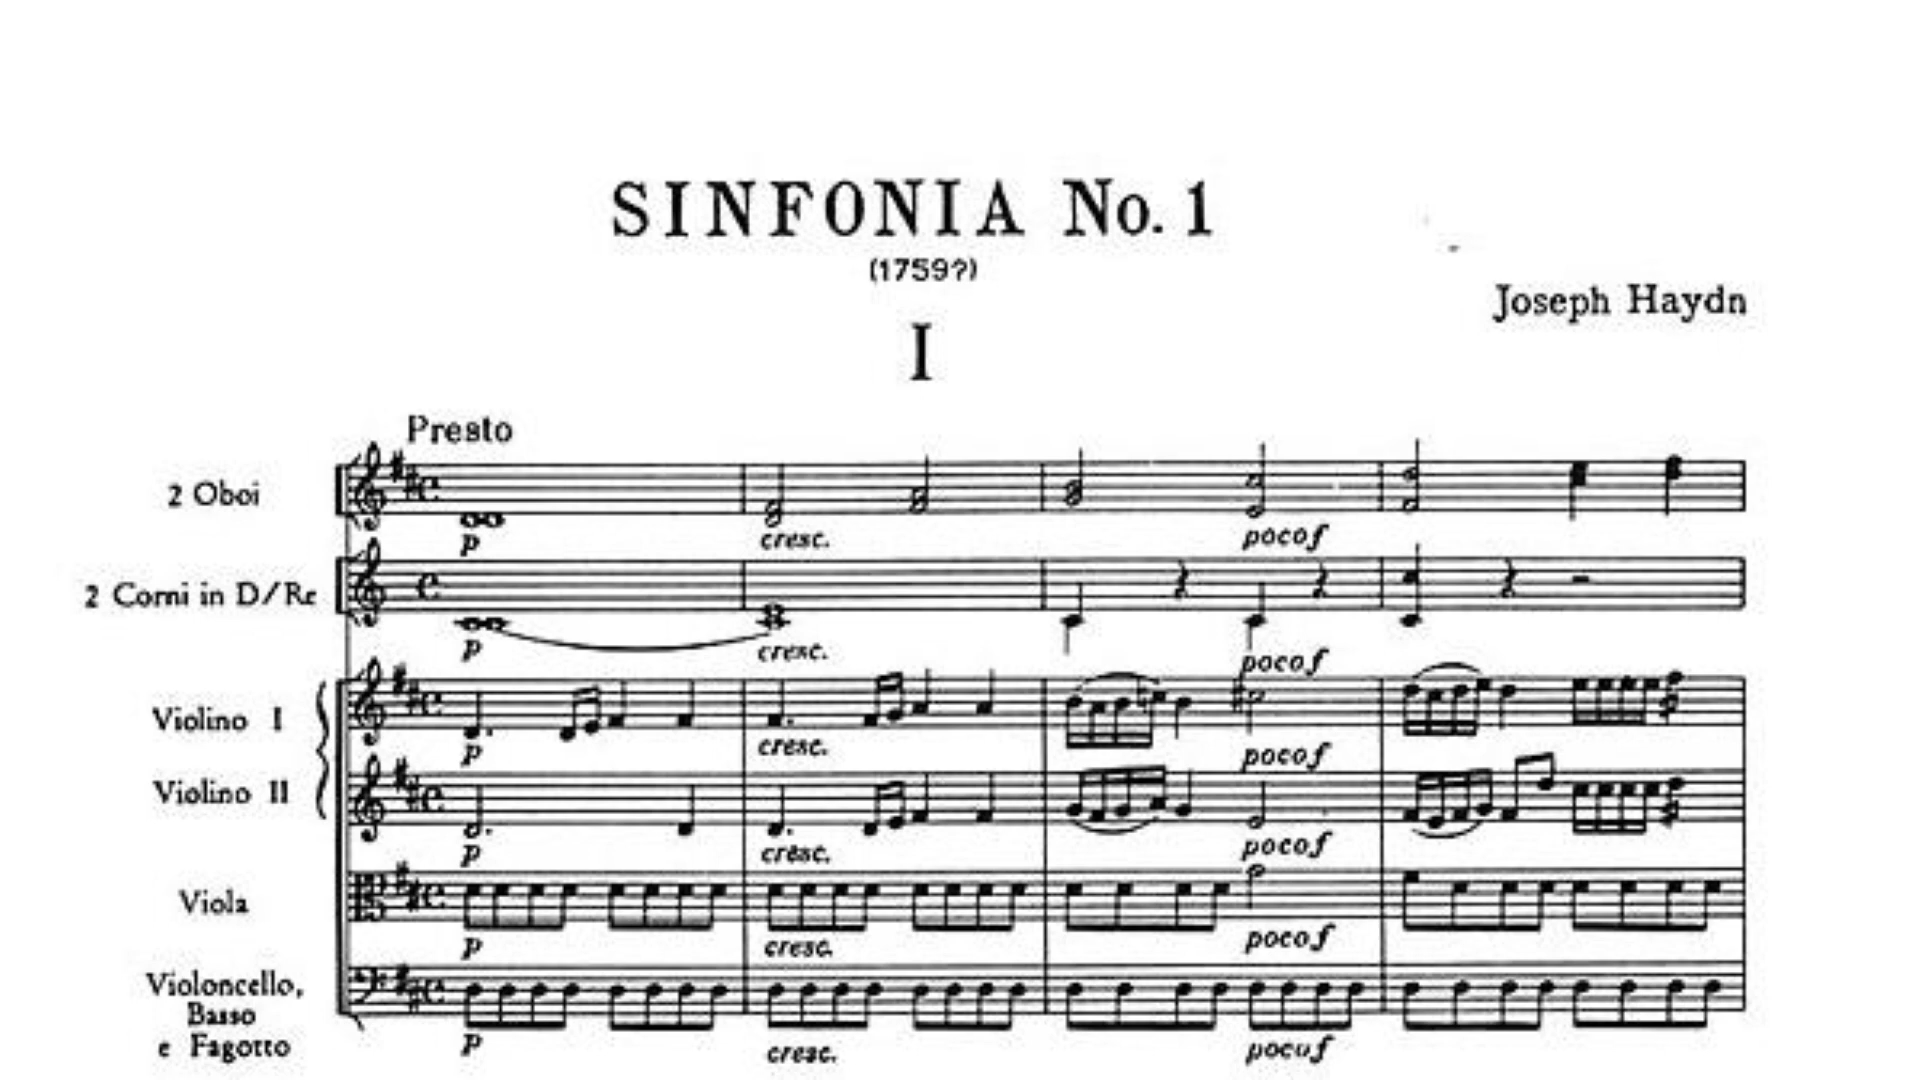 SINFONIA No. 1
(1759?)
Joseph Haydn
I
Presto
2 Oboi
p cresc. poco f
2 Corni in D/Re
p cresc. poco f
Violino I
p cresc. poco f
Violino II
p cresc. poco f
Viola
p cresc. poco f
Violoncello,
Basso
e Fagotto
p cresc. poco f